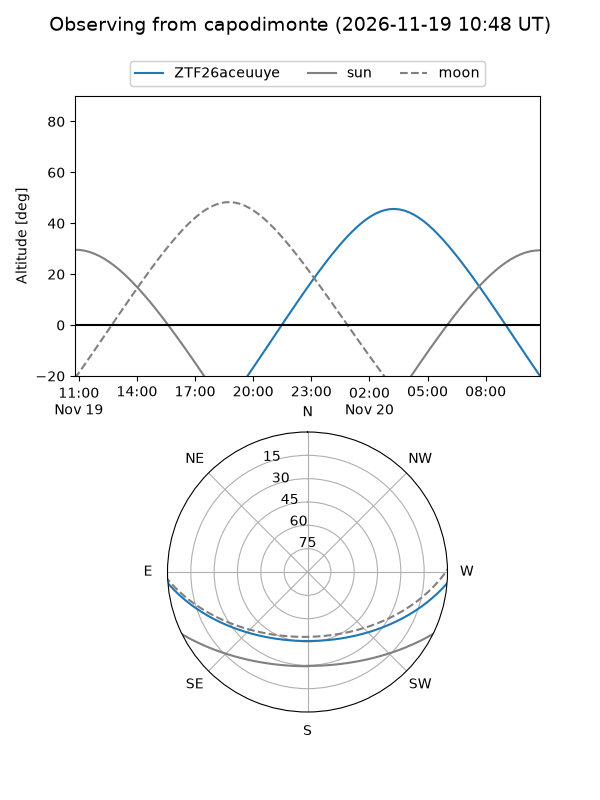 Observing from capodimonte (2026-11-19 10:48 UT)
ZTF26aceuuye sun moon
80
60
40
20
0
−20
Altitude [deg]
11:00 14:00 17:00 20:00 23:00 02:00 05:00 08:00
Nov 19 Nov 20
N
NE NW
15
30
45
60
75
E W
SE SW
S